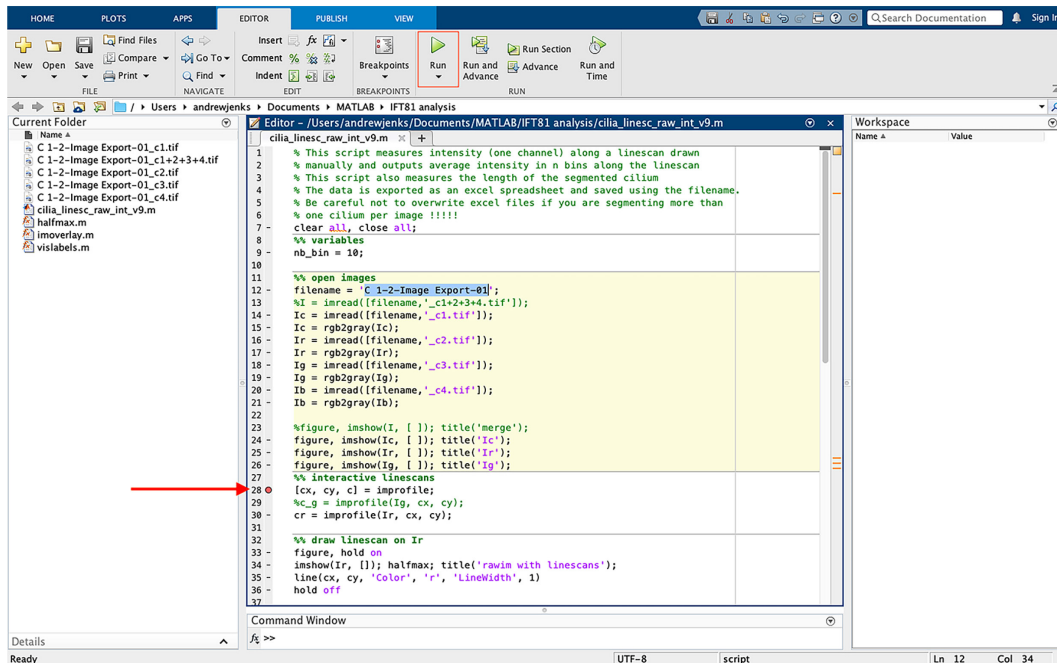 HOME PLOTS APPS EDITOR PUBLISH VIEW Search Documentation Sign In
Find Files Insert fx
New Open Save Compare Go To Comment % Breakpoints Run Run and Advance Run Section Advance Run and Time
Print Find Indent
FILE NAVIGATE EDIT BREAKPOINTS RUN
/ Users andrewjenks Documents MATLAB IFT81 analysis
Current Folder
Name
C 1-2-Image Export-01_c1.tif
C 1-2-Image Export-01_c1+2+3+4.tif
C 1-2-Image Export-01_c2.tif
C 1-2-Image Export-01_c3.tif
C 1-2-Image Export-01_c4.tif
cilia_linesc_raw_int_v9.m
halfmax.m
imoverlay.m
vislabels.m
Details
Editor - /Users/andrewjenks/Documents/MATLAB/IFT81 analysis/cilia_linesc_raw_int_v9.m
cilia_linesc_raw_int_v9.m × +
1 % This script measures intensity (one channel) along a linescan drawn
2 % manually and outputs average intensity in n bins along the linescan
3 % This script also measures the length of the segmented cilium
4 % The data is exported as an excel spreadsheet and saved using the filename.
5 % Be careful not to overwrite excel files if you are segmenting more than
6 % one cilium per image !!!!!
7 - clear all, close all;
8 %% variables
9 - nb_bin = 10;
10
11 %% open images
12 - filename = 'C 1-2-Image Export-01';
13 %I = imread([filename,'_c1+2+3+4.tif']);
14 - Ic = imread([filename,'_c1.tif']);
15 - Ic = rgb2gray(Ic);
16 - Ir = imread([filename,'_c2.tif']);
17 - Ir = rgb2gray(Ir);
18 - Ig = imread([filename,'_c3.tif']);
19 - Ig = rgb2gray(Ig);
20 - Ib = imread([filename,'_c4.tif']);
21 - Ib = rgb2gray(Ib);
22
23 %figure, imshow(I, [ ]); title('merge');
24 - figure, imshow(Ic, [ ]); title('Ic');
25 - figure, imshow(Ir, [ ]); title('Ir');
26 - figure, imshow(Ig, [ ]); title('Ig');
27 %% interactive linescans
28 [cx, cy, c] = improfile;
29 %c_g = improfile(Ig, cx, cy);
30 - cr = improfile(Ir, cx, cy);
31
32 %% draw linescan on Ir
33 - figure, hold on
34 - imshow(Ir, []); halfmax; title('rawim with linescans');
35 - line(cx, cy, 'Color', 'r', 'LineWidth', 1)
36 - hold off
37
Command Window
fx >>
Workspace
Name Value
Ready UTF-8 script Ln 12 Col 34